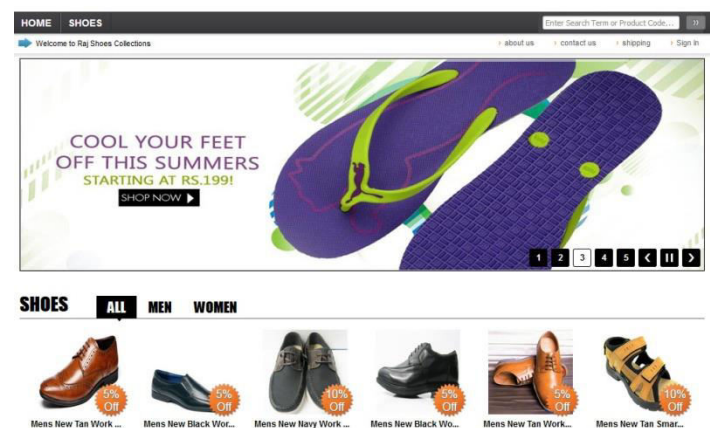 HOME SHOES Enter Search Term or Product Code... »
Welcome to Raj Shoes Collections about us contact us shipping Sign In
COOL YOUR FEET
OFF THIS SUMMERS
STARTING AT RS.199!
SHOP NOW
1 2 3 4 5
SHOES ALL MEN WOMEN
5% Off
5% Off
10% Off
5% Off
5% Off
10% Off
Mens New Tan Work ... Mens New Black Wor... Mens New Navy Work ... Mens New Black Wo... Mens New Tan Work... Mens New Tan Smar...